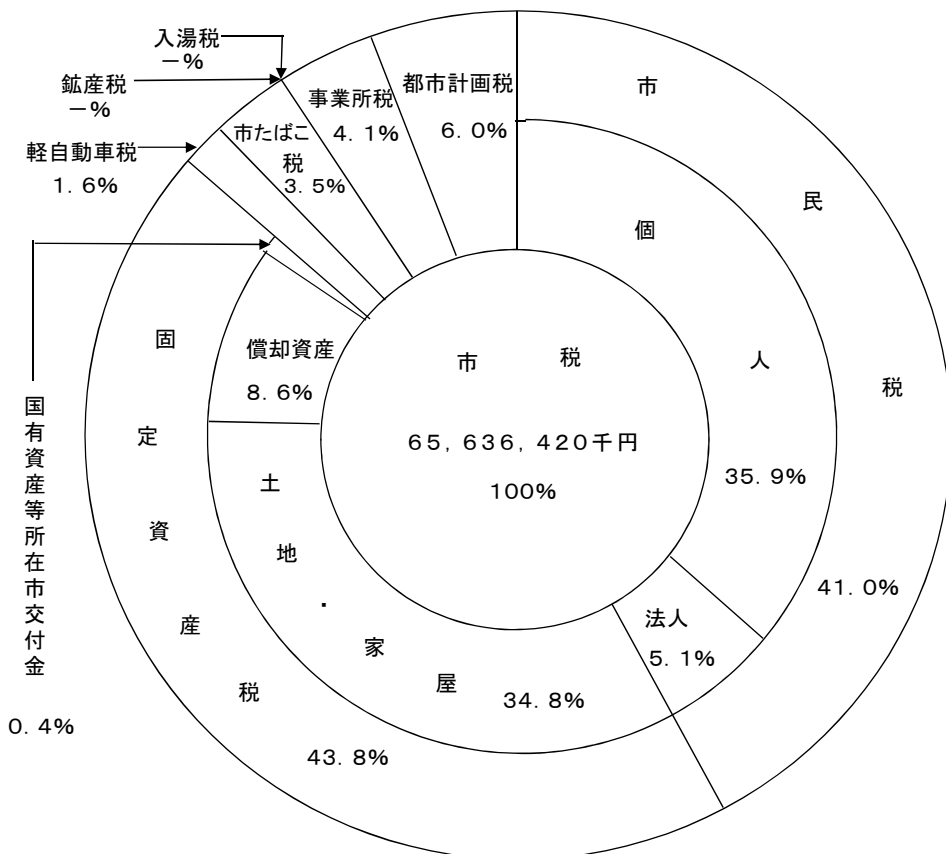 入湯税
－%
鉱産税
－%
軽自動車税
1．6%
市たばこ
税
3．5%
事業所税
4．1%
都市計画税
6．0%
市民税
41．0%
個人
35．9%
法人
5．1%
固定資産税
43．8%
土地・家屋
34．8%
償却資産
8．6%
国有資産等所在市交付金
0．4%
市税
65，636，420千円
100%